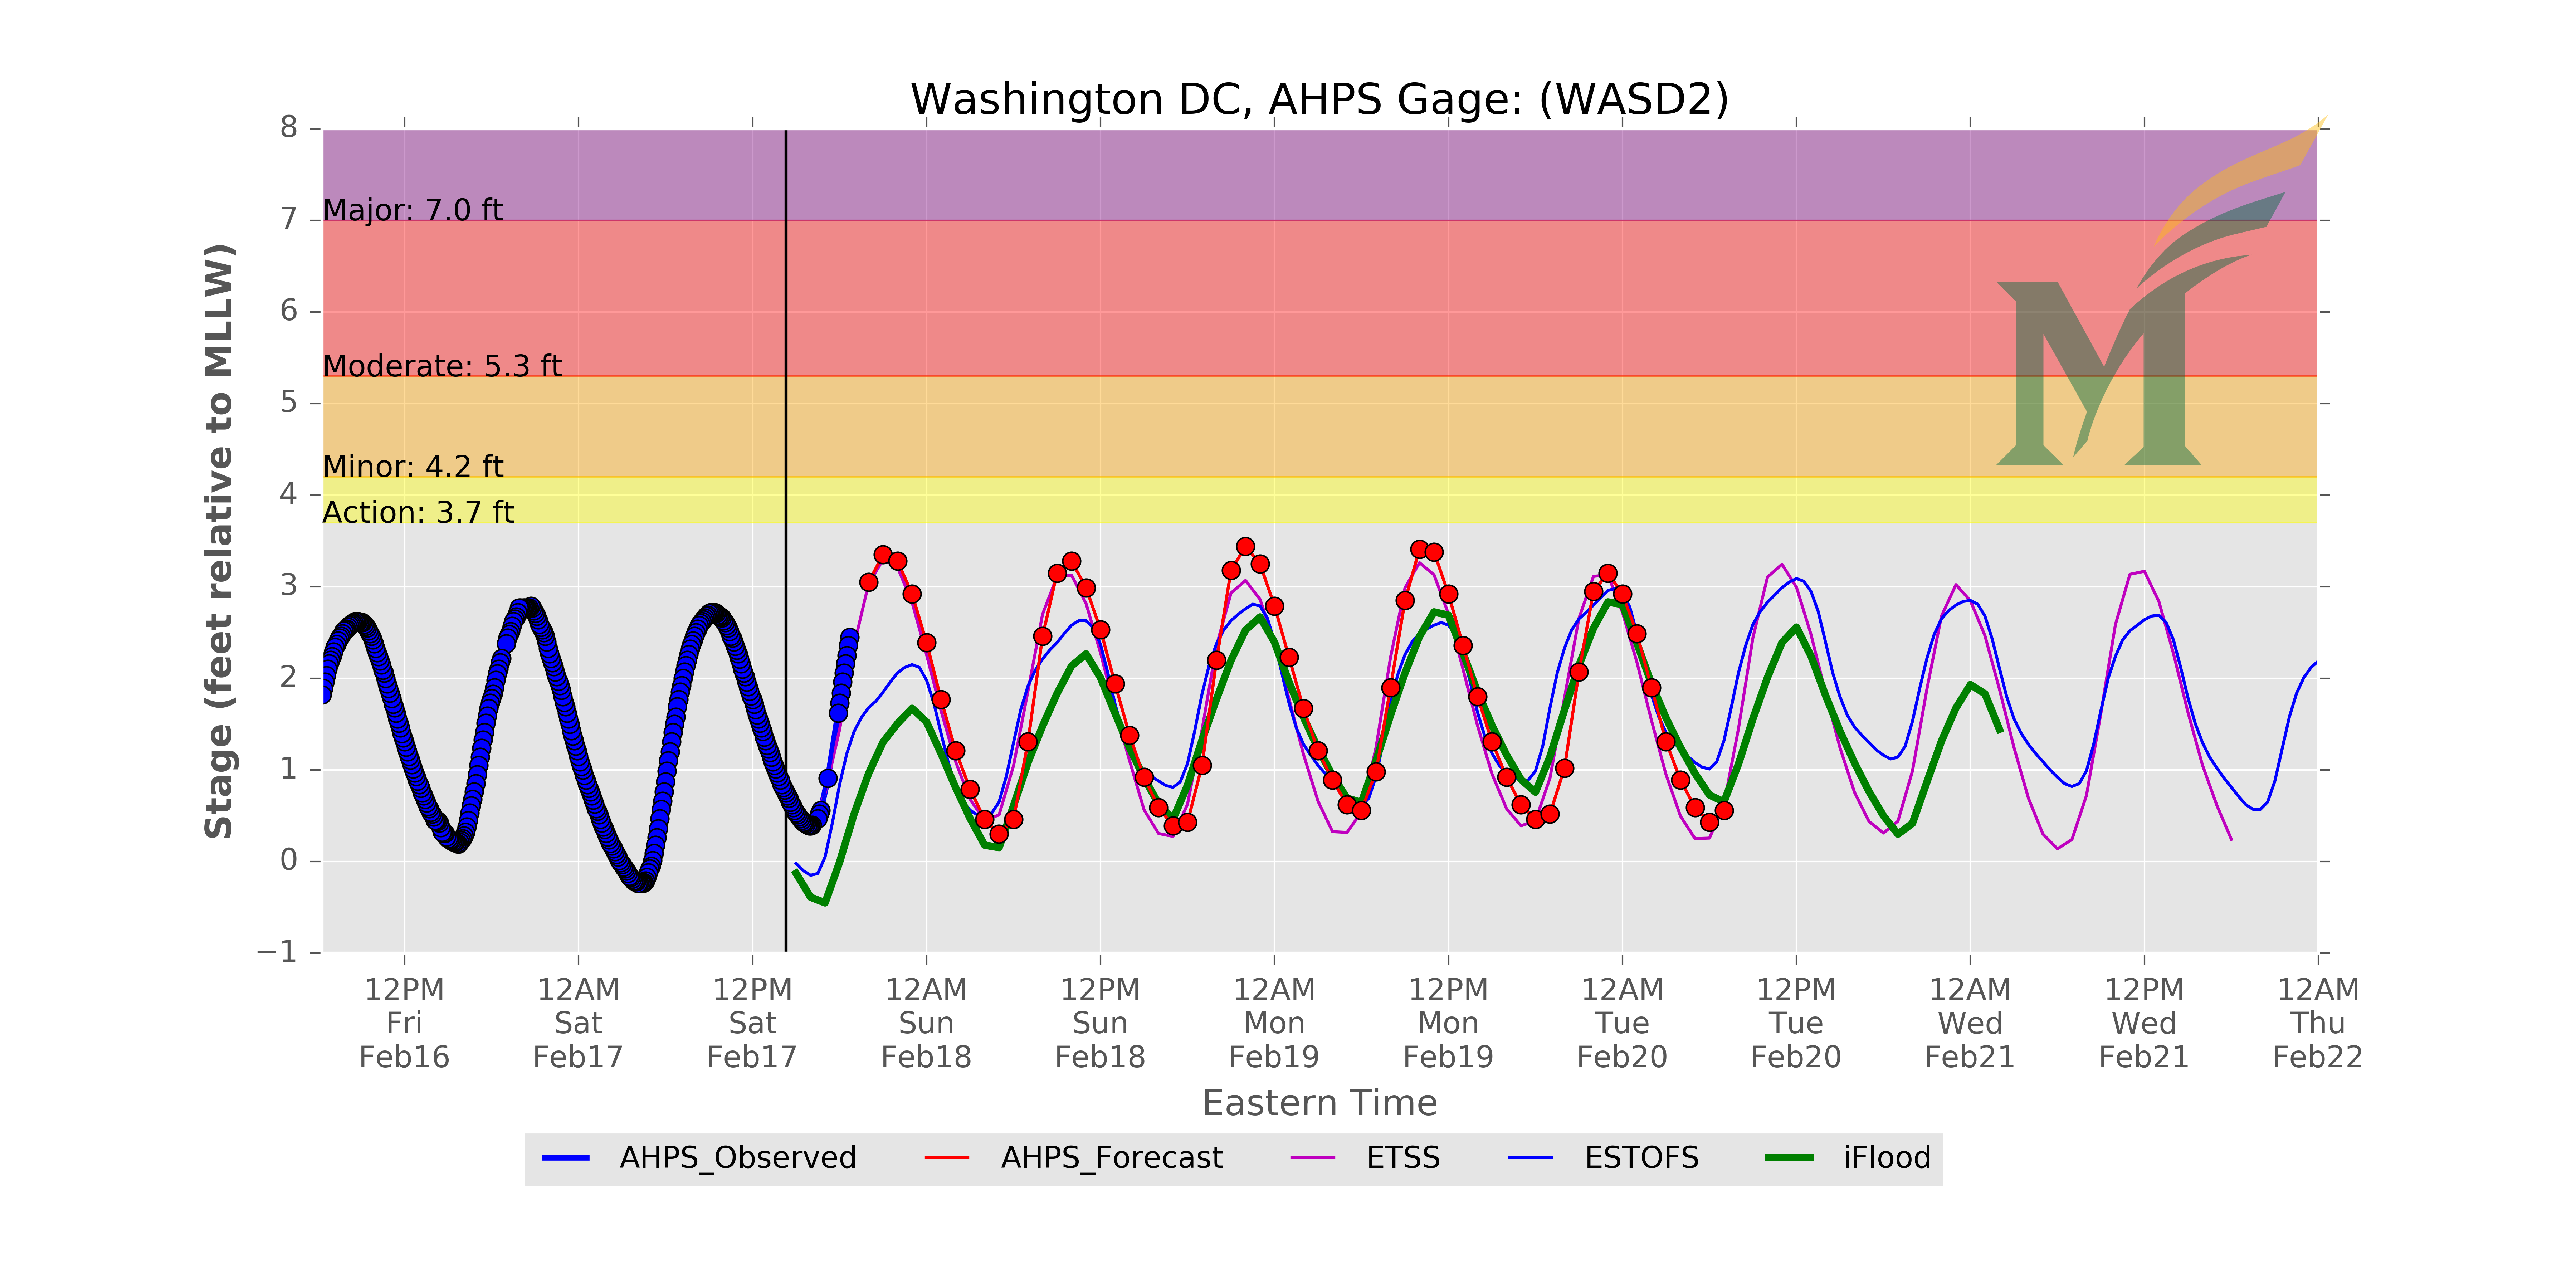 Washington DC, AHPS Gage: (WASD2)
Stage (feet relative to MLLW)
8
7
6
5
4
3
2
1
0
−1
Major: 7.0 ft
Moderate: 5.3 ft
Minor: 4.2 ft
Action: 3.7 ft
M
12PM 12AM 12PM 12AM 12PM 12AM 12PM 12AM 12PM 12AM 12PM 12AM
Fri Sat Sat Sun Sun Mon Mon Tue Tue Wed Wed Thu
Feb16 Feb17 Feb17 Feb18 Feb18 Feb19 Feb19 Feb20 Feb20 Feb21 Feb21 Feb22
Eastern Time
AHPS_Observed AHPS_Forecast ETSS ESTOFS iFlood